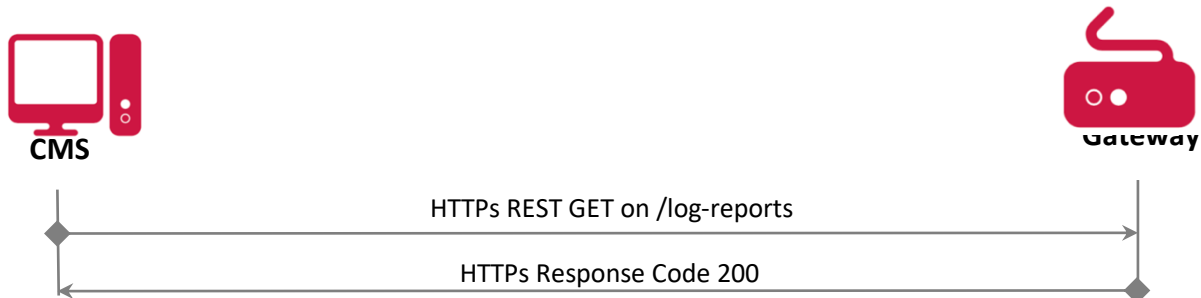 CMS
Gateway
HTTPs REST GET on /log-reports
HTTPs Response Code 200